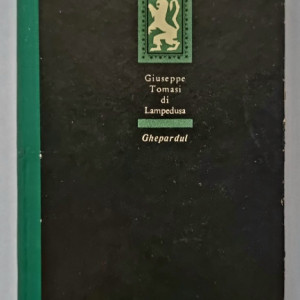 Giuseppe
Tomasi
di
Lampedusa
Ghepardul